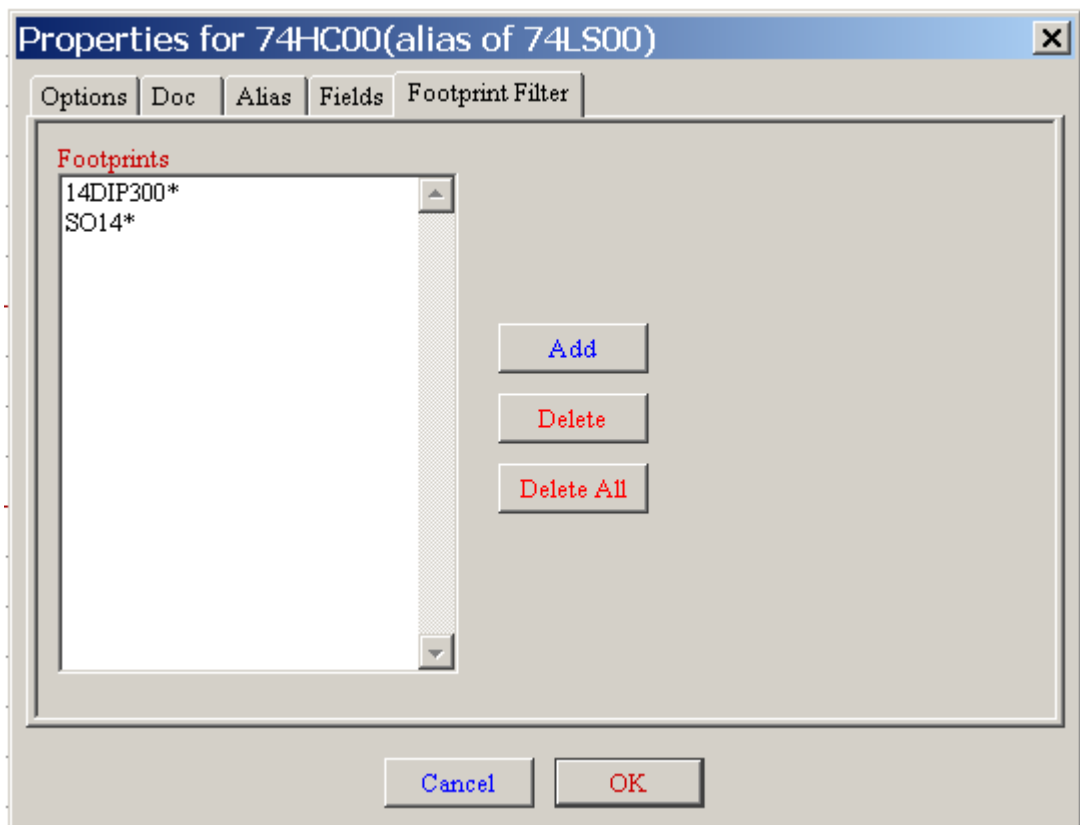 Properties for 74HC00(alias of 74LS00)
Options Doc Alias Fields Footprint Filter
Footprints
14DIP300*
SO14*
Add
Delete
Delete All
Cancel OK